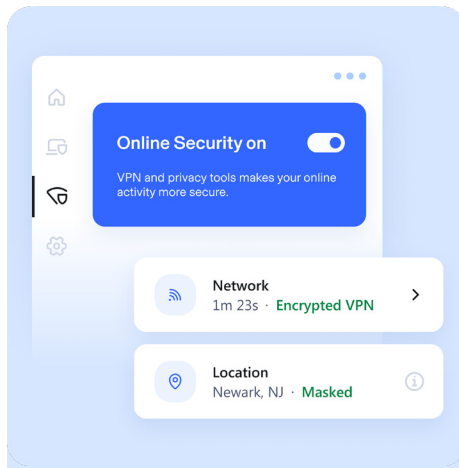 Online Security on
VPN and privacy tools makes your online
activity more secure.
Network
1m 23s · Encrypted VPN
Location
Newark, NJ · Masked